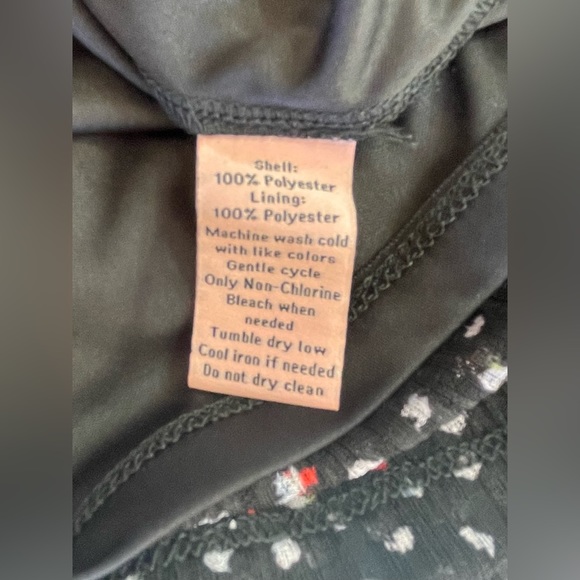 Shell:
100% Polyester
Lining:
100% Polyester
Machine wash cold
with like colors
Gentle cycle
Only Non-Chlorine
Bleach when
needed
Tumble dry low
Cool iron if needed
Do not dry clean